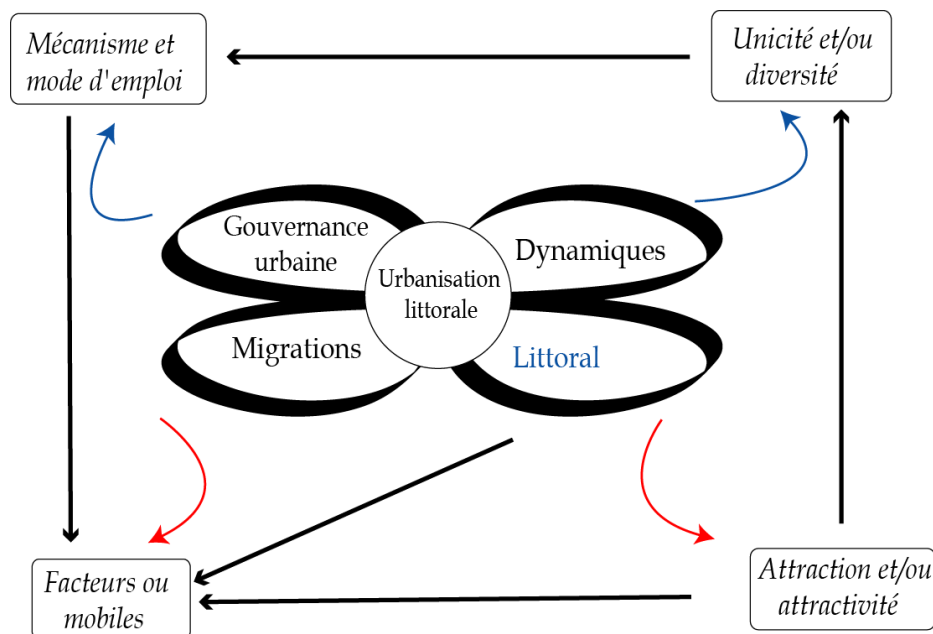 Mécanisme et
mode d'emploi
Unicité et/ou
diversité
Gouvernance
urbaine
Dynamiques
Urbanisation
littorale
Migrations
Littoral
Facteurs ou
mobiles
Attraction et/ou
attractivité